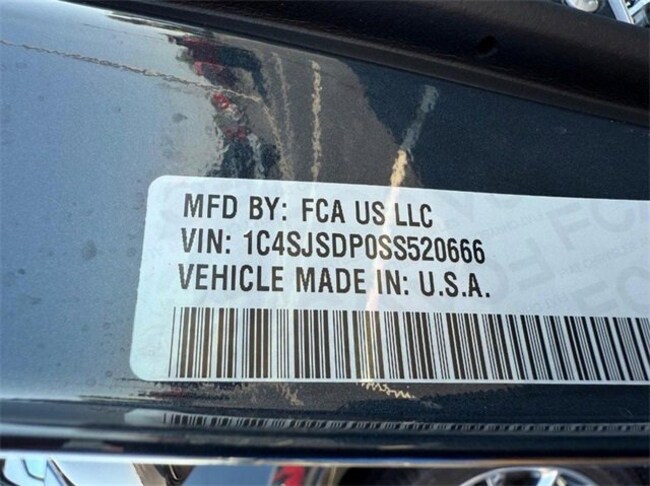 MFD BY: FCA US LLC
VIN: 1C4SJSDP0SS520666
VEHICLE MADE IN: U.S.A.